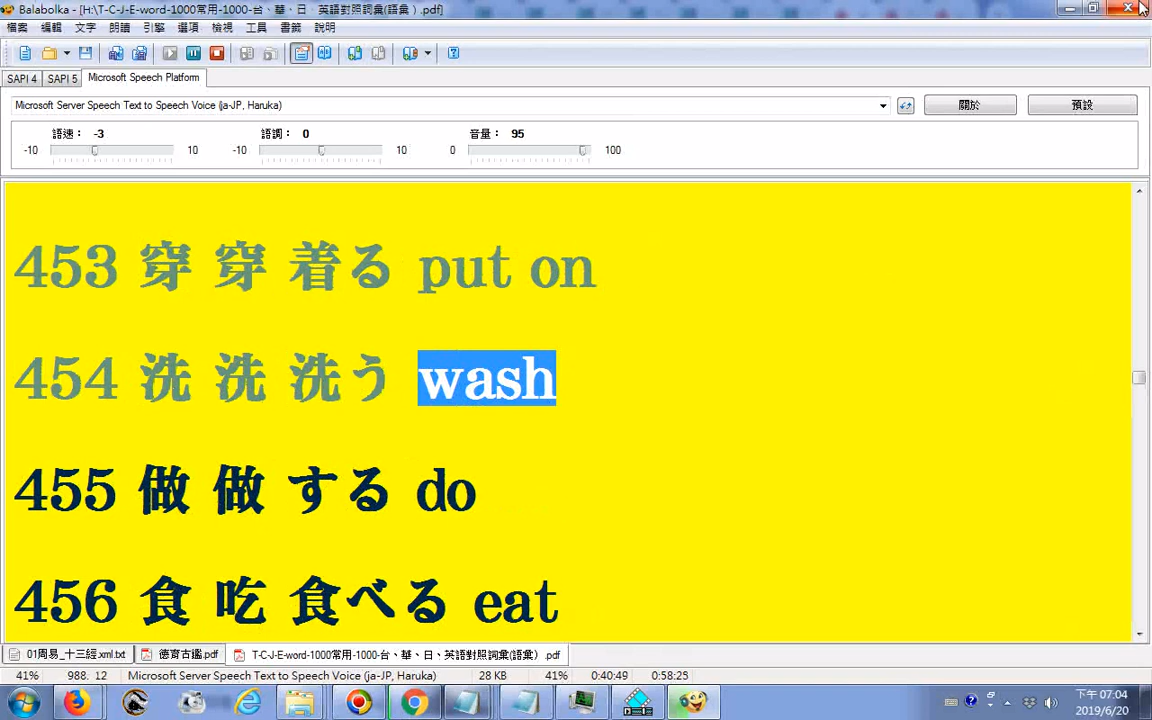 Balabolka - [H:\T-C-J-E-word-1000常用-1000-台、華、日、英語對照詞彙(語彙）.pdf]
檔案 編輯 文字 朗讀 引擎 選項 檢視 工具 書籤 說明
SAPI 4 SAPI 5 Microsoft Speech Platform
Microsoft Server Speech Text to Speech Voice (ja-JP, Haruka) 關於 預設
語速： -3 語調： 0 音量： 95
-10 10 -10 10 0 100
453 穿 穿 着る put on
454 洗 洗 洗う wash
455 做 做 する do
456 食 吃 食べる eat
01周易_十三經.xml.txt 德育古鑑.pdf T-C-J-E-word-1000常用-1000-台、華、日、英語對照詞彙(語彙）.pdf
41% 988. 12 Microsoft Server Speech Text to Speech Voice (ja-JP, Haruka) 28 KB 41% 0:40:49 0:58:25
下午 07:04
2019/6/20